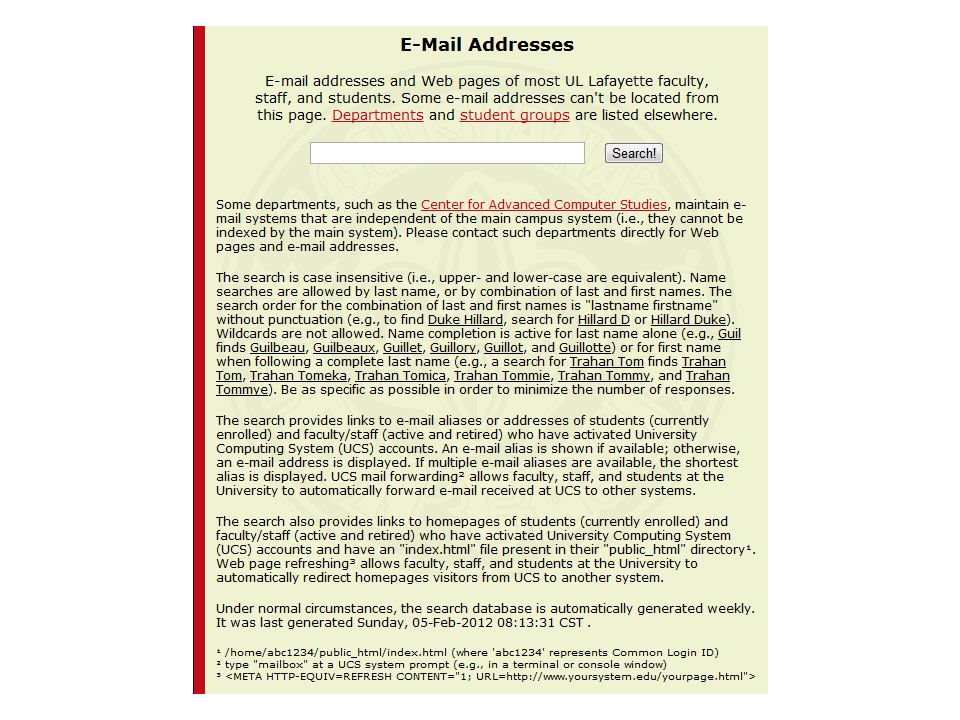 E-Mail Addresses
E-mail addresses and Web pages of most UL Lafayette faculty,
staff, and students. Some e-mail addresses can't be located from
this page. Departments and student groups are listed elsewhere.
Search!
Some departments, such as the Center for Advanced Computer Studies, maintain e-
mail systems that are independent of the main campus system (i.e., they cannot be
indexed by the main system). Please contact such departments directly for Web
pages and e-mail addresses.
The search is case insensitive (i.e., upper- and lower-case are equivalent). Name
searches are allowed by last name, or by combination of last and first names. The
search order for the combination of last and first names is "lastname firstname"
without punctuation (e.g., to find Duke Hillard, search for Hillard D or Hillard Duke).
Wildcards are not allowed. Name completion is active for last name alone (e.g., Guil
finds Guilbeau, Guilbeaux, Guillet, Guillory, Guillot, and Guillotte) or for first name
when following a complete last name (e.g., a search for Trahan Tom finds Trahan
Tom, Trahan Tomeka, Trahan Tomica, Trahan Tommie, Trahan Tommy, and Trahan
Tommye). Be as specific as possible in order to minimize the number of responses.
The search provides links to e-mail aliases or addresses of students (currently
enrolled) and faculty/staff (active and retired) who have activated University
Computing System (UCS) accounts. An e-mail alias is shown if available; otherwise,
an e-mail address is displayed. If multiple e-mail aliases are available, the shortest
alias is displayed. UCS mail forwarding² allows faculty, staff, and students at the
University to automatically forward e-mail received at UCS to other systems.
The search also provides links to homepages of students (currently enrolled) and
faculty/staff (active and retired) who have activated University Computing System
(UCS) accounts and have an "index.html" file present in their "public_html" directory¹.
Web page refreshing³ allows faculty, staff, and students at the University to
automatically redirect homepages visitors from UCS to another system.
Under normal circumstances, the search database is automatically generated weekly.
It was last generated Sunday, 05-Feb-2012 08:13:31 CST .
¹ /home/abc1234/public_html/index.html (where 'abc1234' represents Common Login ID)
² type "mailbox" at a UCS system prompt (e.g., in a terminal or console window)
³ <META HTTP-EQUIV=REFRESH CONTENT="1; URL=http://www.yoursystem.edu/yourpage.html">